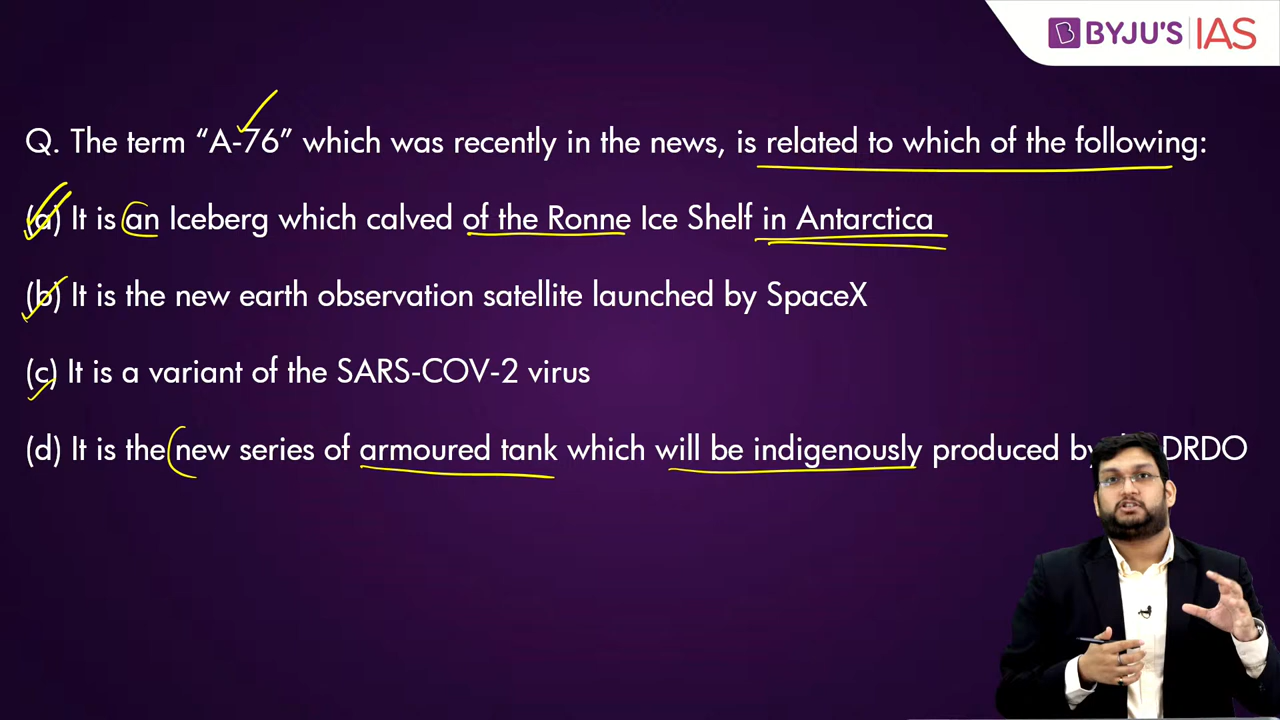 BYJU'S IAS
Q. The term “A-76” which was recently in the news, is related to which of the following:
(a) It is an Iceberg which calved of the Ronne Ice Shelf in Antarctica
(b) It is the new earth observation satellite launched by SpaceX
(c) It is a variant of the SARS-COV-2 virus
(d) It is the new series of armoured tank which will be indigenously produced by DRDO